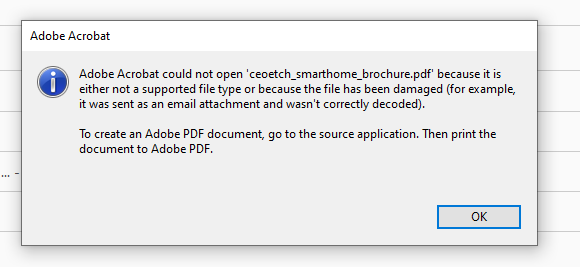 Adobe Acrobat
Adobe Acrobat could not open 'ceoetch_smarthome_brochure.pdf' because it is
either not a supported file type or because the file has been damaged (for example,
it was sent as an email attachment and wasn't correctly decoded).
To create an Adobe PDF document, go to the source application. Then print the
document to Adobe PDF.
... -
OK